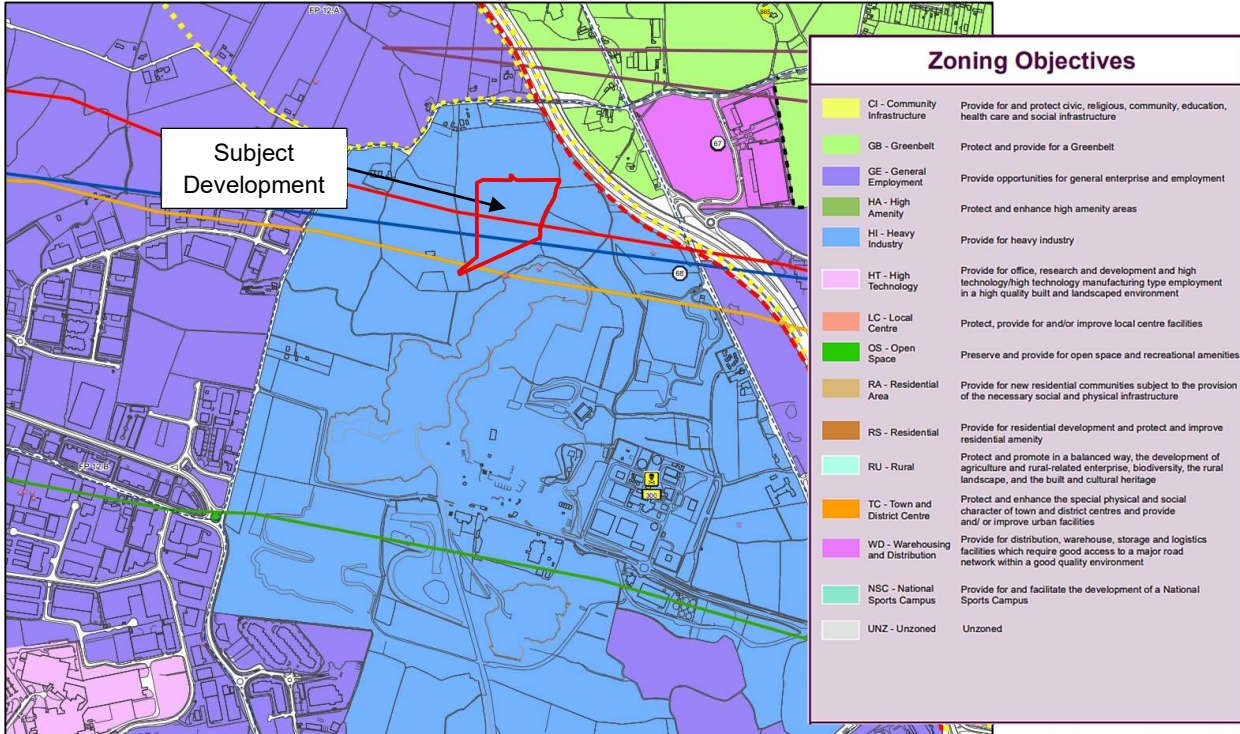 FP 12.A
865
Subject
Development
67
68
FP 12.B
300
Zoning Objectives
CI - Community
Infrastructure
Provide for and protect civic, religious, community, education,
health care and social infrastructure
GB - Greenbelt
Protect and provide for a Greenbelt
GE - General
Employment
Provide opportunities for general enterprise and employment
HA - High
Amenity
Protect and enhance high amenity areas
HI - Heavy
Industry
Provide for heavy industry
HT - High
Technology
Provide for office, research and development and high
technology/high technology manufacturing type employment
in a high quality built and landscaped environment
LC - Local
Centre
Protect, provide for and/or improve local centre facilities
OS - Open
Space
Preserve and provide for open space and recreational amenities
RA - Residential
Area
Provide for new residential communities subject to the provision
of the necessary social and physical infrastructure
RS - Residential
Provide for residential development and protect and improve
residential amenity
RU - Rural
Protect and promote in a balanced way, the development of
agriculture and rural-related enterprise, biodiversity, the rural
landscape, and the built and cultural heritage
TC - Town and
District Centre
Protect and enhance the special physical and social
character of town and district centres and provide
and/ or improve urban facilities
WD - Warehousing
and Distribution
Provide for distribution, warehouse, storage and logistics
facilities which require good access to a major road
network within a good quality environment
NSC - National
Sports Campus
Provide for and facilitate the development of a National
Sports Campus
UNZ - Unzoned
Unzoned